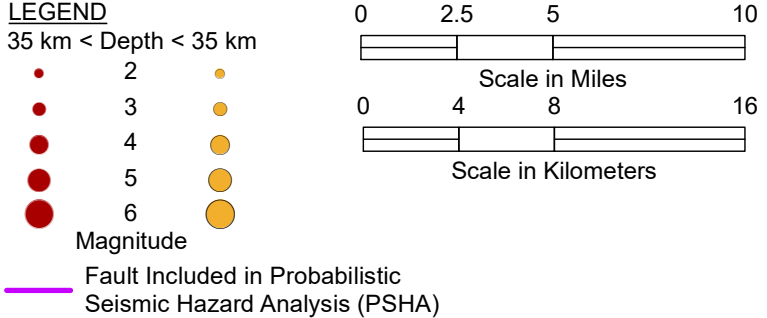 LEGEND
35 km < Depth < 35 km
2
3
4
5
6
Magnitude
Fault Included in Probabilistic
Seismic Hazard Analysis (PSHA)
0 2.5 5 10
Scale in Miles
0 4 8 16
Scale in Kilometers